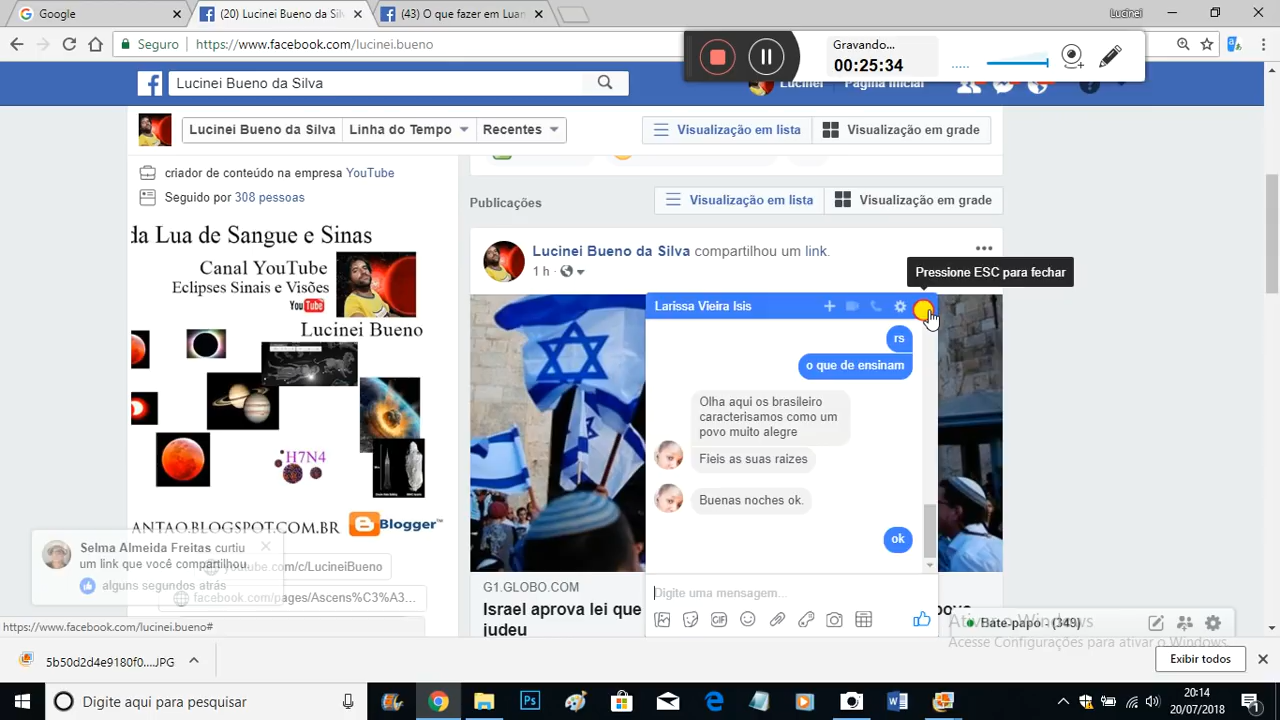 Google
(20) Lucinei Bueno da Sil
(43) O que fazer em Luan
Lucinei
Seguro
https://www.facebook.com/lucinei.bueno
Gravando...
00:25:34
Lucinei Bueno da Silva
Lucinei
Página inicial
Lucinei Bueno da Silva
Linha do Tempo
Recentes
Visualização em lista
Visualização em grade
criador de conteúdo na empresa YouTube
Seguido por 308 pessoas
Publicações
Visualização em lista
Visualização em grade
da Lua de Sangue e Sinas
Canal YouTube
Eclipses Sinais e Visões
You Tube
Lucinei Bueno
H7N4
ANTAO.BLOGSPOT.COM.BR
Blogger
Lucinei Bueno da Silva compartilhou um link.
1 h
Pressione ESC para fechar
Larissa Vieira Isis
rs
o que de ensinam
Olha aqui os brasileiro
caracterisamos como um
povo muito alegre
Fieis as suas raizes
Buenas noches ok.
ok
Digite uma mensagem...
GIF
G1.GLOBO.COM
Israel aprova lei que
povo
judeu
Selma Almeida Freitas curtiu
um link que você compartilhou
alguns segundos atrás
youtube.com/c/LucineiBueno
facebook.com/pages/Ascens%C3%A3...
https://www.facebook.com/lucinei.bueno#
Bate-papo (349)
Acesse Configurações para ativar o Windows.
5b50d2d4e9180f0....JPG
Exibir todos
Digite aqui para pesquisar
20:14
20/07/2018